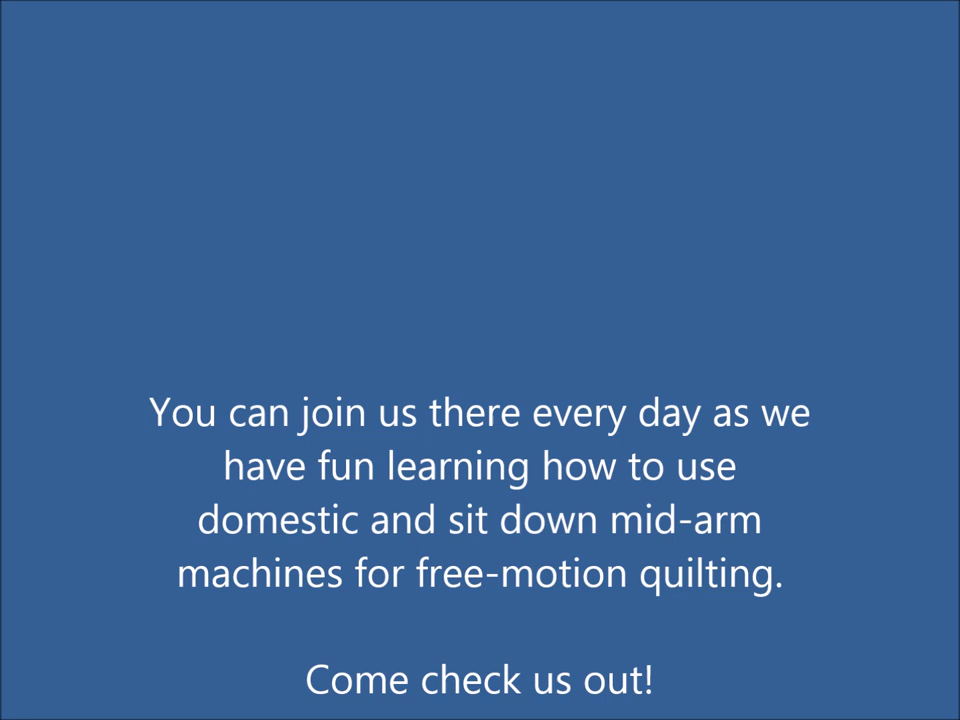 You can join us there every day as we
have fun learning how to use
domestic and sit down mid-arm
machines for free-motion quilting.
Come check us out!